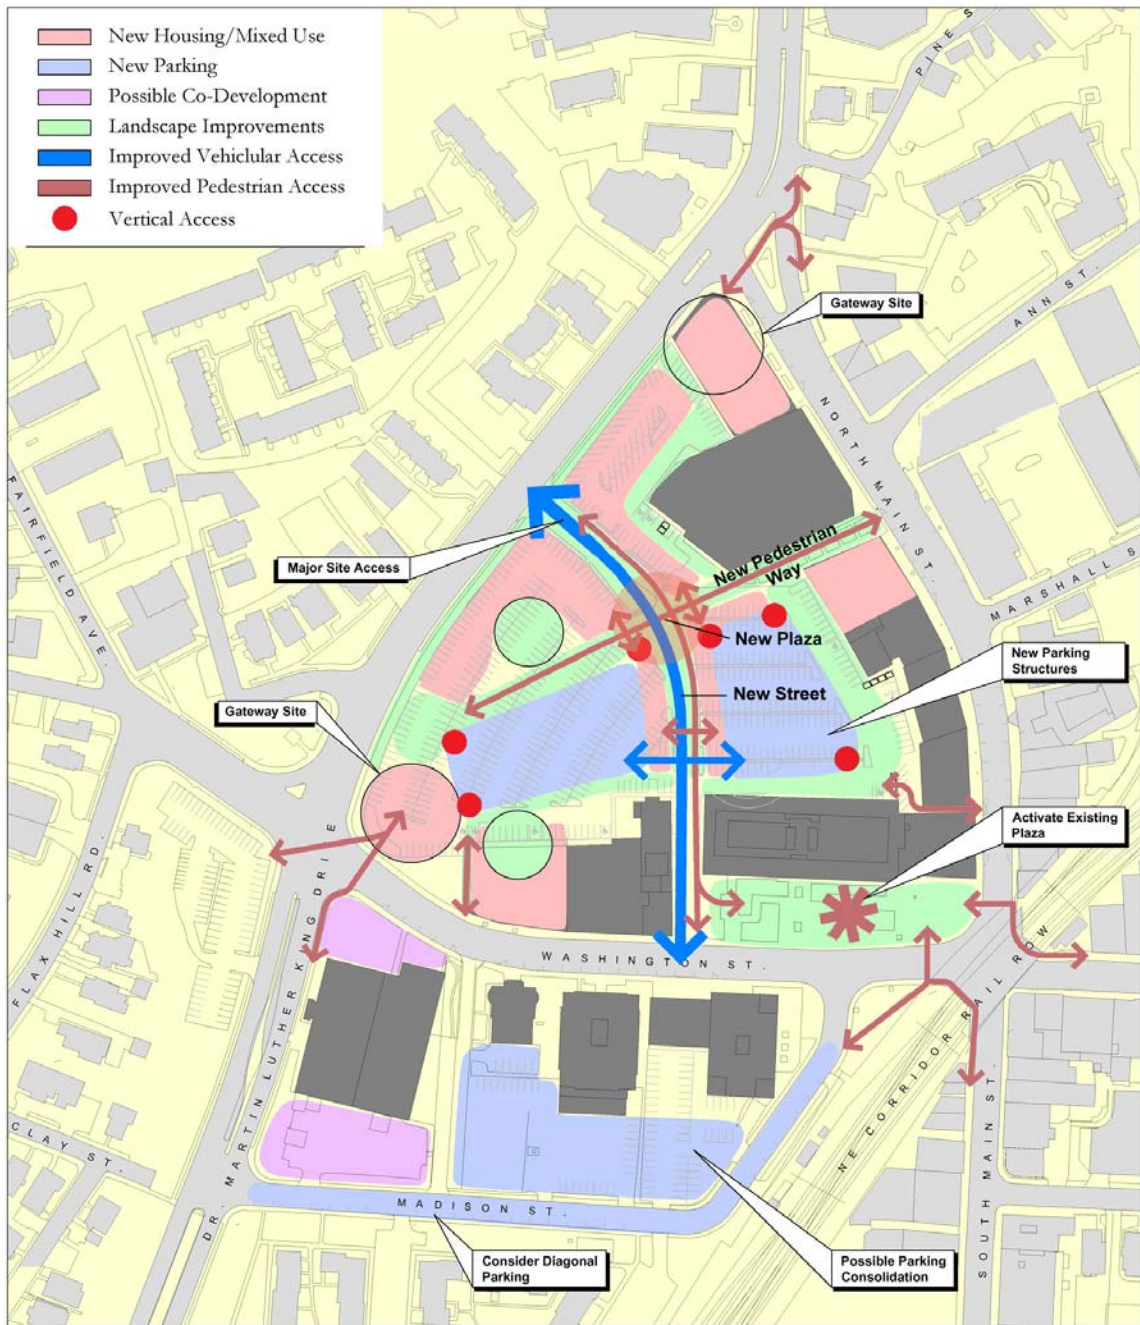 New Housing/Mixed Use
New Parking
Possible Co-Development
Landscape Improvements
Improved Vehiclular Access
Improved Pedestrian Access
Vertical Access
PINE S
Gateway Site
ANN ST.
NORTH MAIN ST.
FAIRFIELD AVE.
Major Site Access
New Pedestrian
Way
MARSHALL S
New Plaza
New Parking
Structures
New Street
Gateway Site
Activate Existing
Plaza
FLAX HILL RD
DR. MARTIN LUTHER KING DRIVE
WASHINGTON ST.
NE CORRIDOR RAIL ROW
CLAY ST.
MADISON ST.
SOUTH MAIN ST.
Consider Diagonal
Parking
Possible Parking
Consolidation